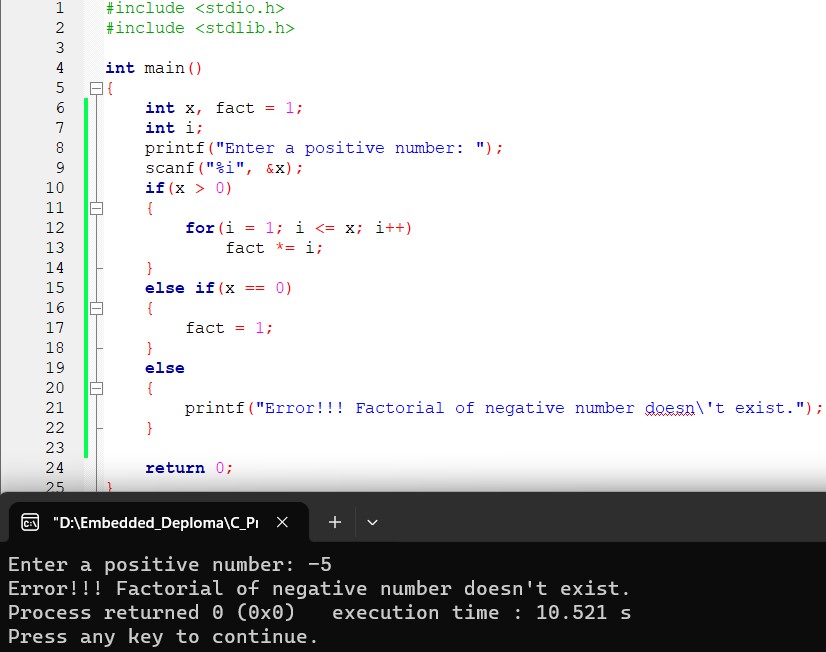 1 #include <stdio.h>
2 #include <stdlib.h>
3
4 int main()
5 {
6 int x, fact = 1;
7 int i;
8 printf("Enter a positive number: ");
9 scanf("%i", &x);
10 if(x > 0)
11 {
12 for(i = 1; i <= x; i++)
13 fact *= i;
14 }
15 else if(x == 0)
16 {
17 fact = 1;
18 }
19 else
20 {
21 printf("Error!!! Factorial of negative number doesn\'t exist.");
22 }
23
24 return 0;
25 }
"D:\Embedded_Deploma\C_Pr
Enter a positive number: -5
Error!!! Factorial of negative number doesn't exist.
Process returned 0 (0x0)   execution time : 10.521 s
Press any key to continue.